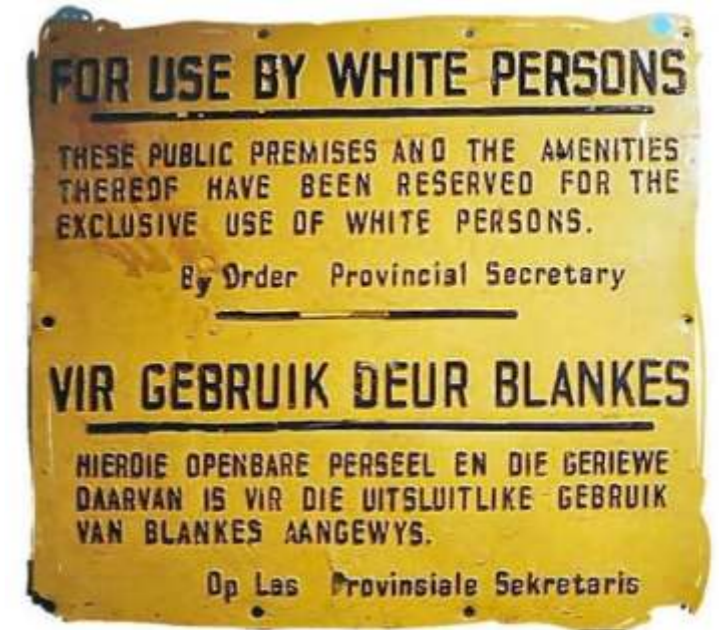 FOR USE BY WHITE PERSONS
THESE PUBLIC PREMISES AND THE AMENITIES
THEREOF HAVE BEEN RESERVED FOR THE
EXCLUSIVE USE OF WHITE PERSONS.
By Order Provincial Secretary
VIR GEBRUIK DEUR BLANKES
HIERDIE OPENBARE PERSEEL EN DIE GERIEWE
DAARVAN IS VIR DIE UITSLUITLIKE GEBRUIK
VAN BLANKES AANGEWYS.
Op Las Provinsiale Sekretaris